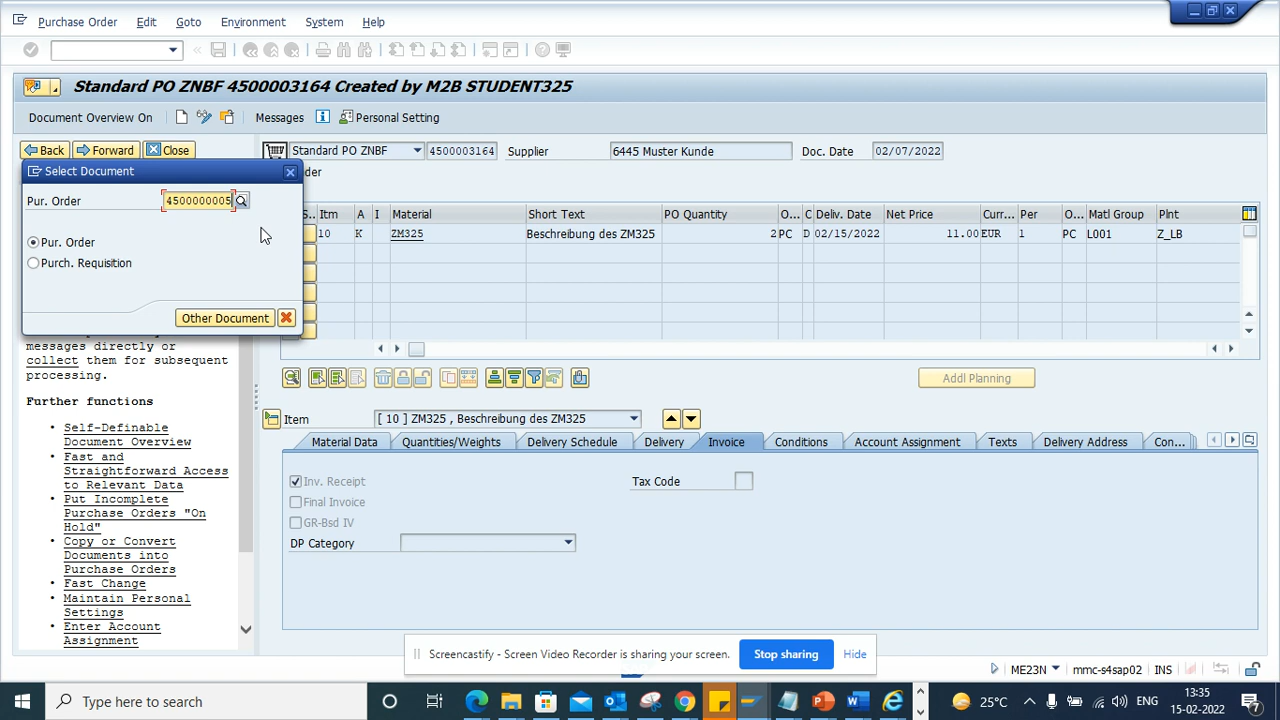 Purchase Order Edit Goto Environment System Help
Standard PO ZNBF 4500003164 Created by M2B STUDENT325
Document Overview On Messages Personal Setting
Back Forward Close
Standard PO ZNBF 4500003164 Supplier 6445 Muster Kunde Doc. Date 02/07/2022
Select Document
der
Pur. Order 4500000005
Pur. Order
Purch. Requisition
Other Document
S.. Itm A I Material Short Text PO Quantity O... C Deliv. Date Net Price Curr... Per O... Matl Group Plnt
10 K ZM325 Beschreibung des ZM325 2 PC D 02/15/2022 11.00 EUR 1 PC L001 Z_LB
messages directly or
collect them for subsequent
processing.
Further functions
• Self-Definable
Document Overview
• Fast and
Straightforward Access
to Relevant Data
• Put Incomplete
Purchase Orders "On
Hold"
• Copy or Convert
Documents into
Purchase Orders
• Fast Change
• Maintain Personal
Settings
• Enter Account
Assignment
Addl Planning
Item [ 10 ] ZM325 , Beschreibung des ZM325
Material Data Quantities/Weights Delivery Schedule Delivery Invoice Conditions Account Assignment Texts Delivery Address Con...
Inv. Receipt Tax Code
Final Invoice
GR-Bsd IV
DP Category
Screencastify - Screen Video Recorder is sharing your screen. Stop sharing Hide
ME23N mmc-s4sap02 INS
Type here to search
25°C ENG 13:35
15-02-2022
7